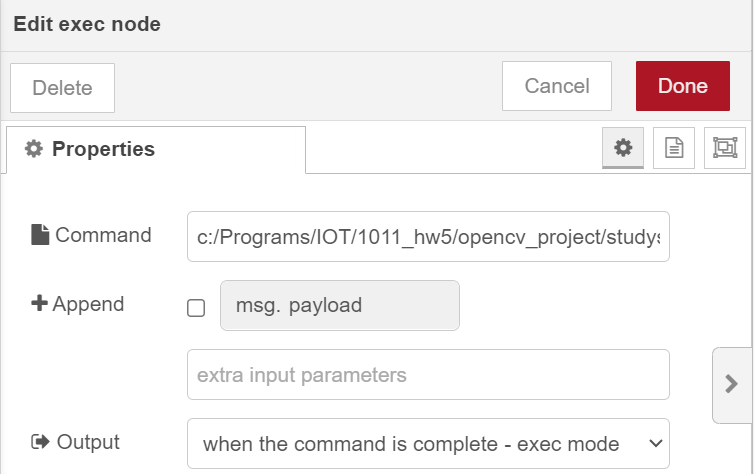 Edit exec node
Delete
Cancel
Done
Properties
Command
c:/Programs/IOT/1011_hw5/opencv_project/studys
Append
msg. payload
extra input parameters
Output
when the command is complete - exec mode